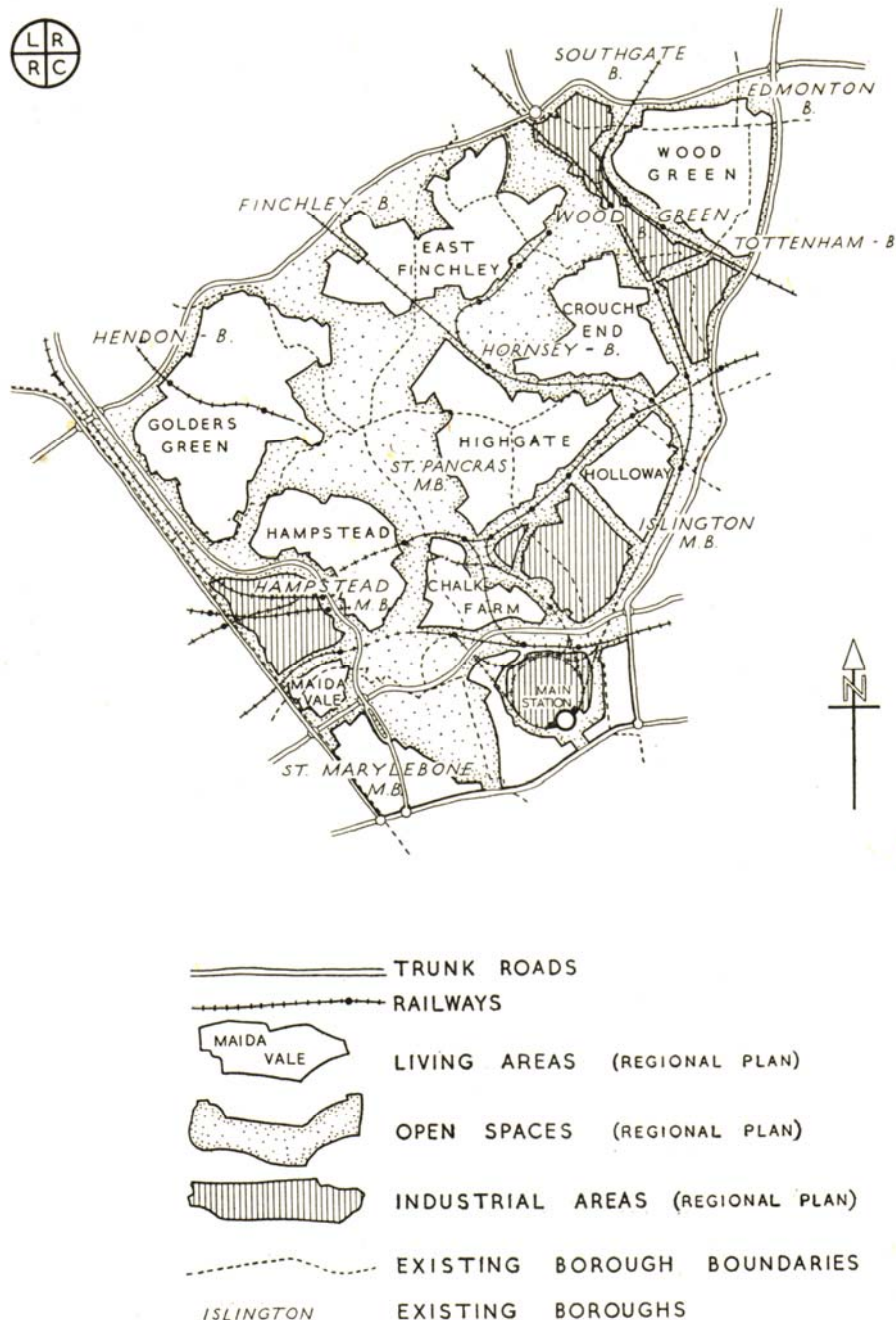 L R
R C
SOUTHGATE
B.
EDMONTON
B.
WOOD
GREEN
FINCHLEY - B.
WOOD GREEN
B.
EAST
FINCHLEY
TOTTENHAM - B
CROUCH
END
HENDON - B.
HORNSEY - B.
GOLDERS
GREEN
HIGHGATE
ST. PANCRAS
M.B.
HOLLOWAY
ISLINGTON
M.B.
HAMPSTEAD
HAMPSTEAD
M.B.
CHALK
FARM
MAIDA
VALE
MAIN
STATION
ST. MARYLEBONE
M.B.
N
TRUNK ROADS
RAILWAYS
MAIDA
VALE
LIVING AREAS (REGIONAL PLAN)
OPEN SPACES (REGIONAL PLAN)
INDUSTRIAL AREAS (REGIONAL PLAN)
EXISTING BOROUGH BOUNDARIES
ISLINGTON EXISTING BOROUGHS